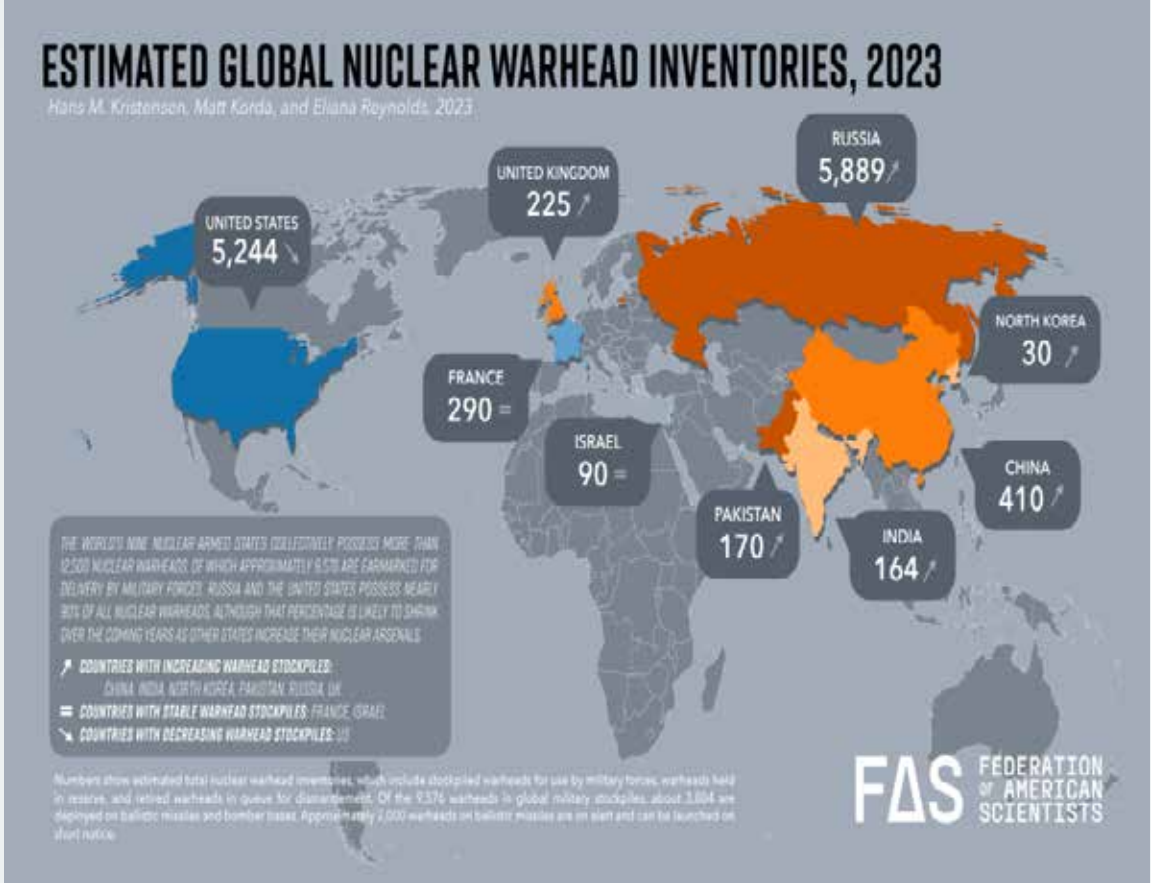 ESTIMATED GLOBAL NUCLEAR WARHEAD INVENTORIES, 2023
Hans M. Kristensen, Matt Korda, and Eliana Reynolds, 2023
RUSSIA
5,889
UNITED KINGDOM
225
UNITED STATES
5,244
NORTH KOREA
30
FRANCE
290 =
ISRAEL
90 =
CHINA
410
PAKISTAN
170
INDIA
164
THE WORLD'S NINE NUCLEAR ARMED STATES COLLECTIVELY POSSESS MORE THAN
12,500 NUCLEAR WARHEADS, OF WHICH APPROXIMATELY 9,576 ARE EARMARKED FOR
DELIVERY BY MILITARY FORCES. RUSSIA AND THE UNITED STATES POSSESS NEARLY
90% OF ALL NUCLEAR WARHEADS, ALTHOUGH THAT PERCENTAGE IS LIKELY TO SHRINK
OVER THE COMING YEARS AS OTHER STATES INCREASE THEIR NUCLEAR ARSENALS.
COUNTRIES WITH INCREASING WARHEAD STOCKPILES:
CHINA, INDIA, NORTH KOREA, PAKISTAN, RUSSIA, UK
= COUNTRIES WITH STABLE WARHEAD STOCKPILES: FRANCE, ISRAEL
COUNTRIES WITH DECREASING WARHEAD STOCKPILES: US
Numbers show estimated total nuclear warhead inventories, which include stockpiled warheads for use by military forces, warheads held
in reserve, and retired warheads in queue for dismantlement. Of the 9,576 warheads in global military stockpiles, about 3,804 are
deployed on ballistic missiles and bomber bases. Approximately 2,000 warheads on ballistic missiles are on alert and can be launched on
short notice.
FAS
FEDERATION
OF AMERICAN
SCIENTISTS